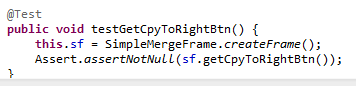 @Test
public void testGetCpyToRightBtn() {
    this.sf = SimpleMergeFrame.createFrame();
    Assert.assertNotNull(sf.getCpyToRightBtn());
}